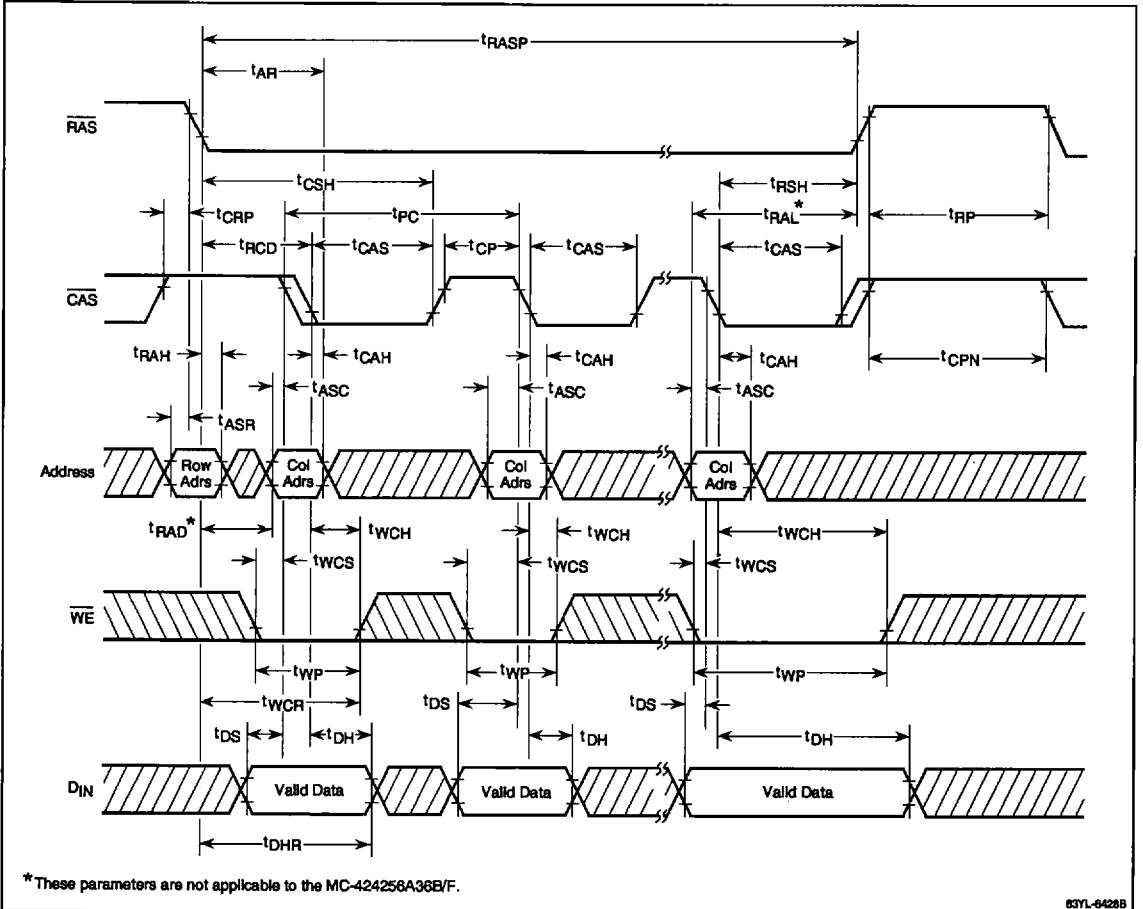 tRASP
tAR
RAS
tCSH
tRSH
tCRP
tPC
tRAL*
tRP
tRCD
tCAS
tCP
tCAS
tCAS
CAS
tRAH
tCAH
tCAH
tCAH
tCPN
tASC
tASC
tASC
tASR
Address
Row Adrs
Col Adrs
Col Adrs
Col Adrs
tRAD*
tWCH
tWCH
tWCH
tWCS
tWCS
tWCS
WE
tWP
tWP
tWP
tWCR
tDS
tDS
tDS
tDH
tDH
tDH
DIN
Valid Data
Valid Data
Valid Data
tDHR
*These parameters are not applicable to the MC-424256A36B/F.
83YL-6428B